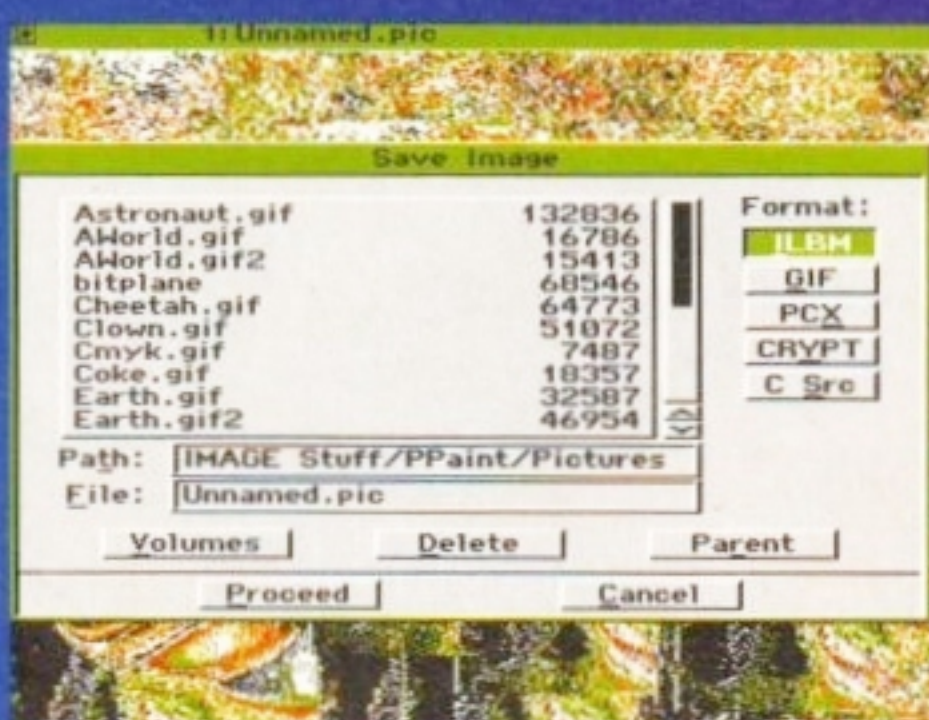 1: Unnamed.pic
Save Image
Astronaut.gif 132836
AWorld.gif 16786
AWorld.gif2 15413
bitplane 68546
Cheetah.gif 64773
Clown.gif 51072
Cmyk.gif 7487
Coke.gif 18357
Earth.gif 32587
Earth.gif2 46954
Format:
ILBM
GIF
PCX
CRYPT
C Src
Path: IMAGE Stuff/PPaint/Pictures
File: Unnamed.pic
Volumes Delete Parent
Proceed Cancel